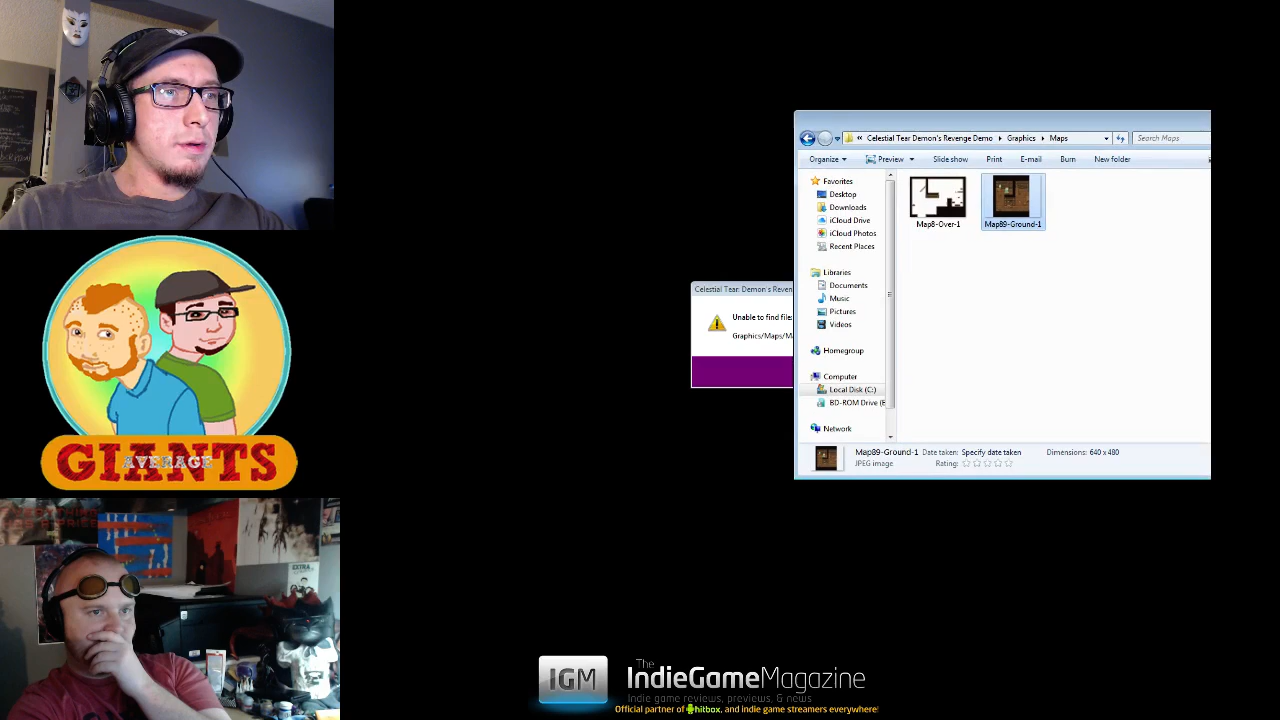 Celestial Tear Demon's Revenge Demo
Graphics
Maps
Search Maps
Organize
Preview
Slide show
Print
E-mail
Burn
New folder
Favorites
Desktop
Downloads
iCloud Drive
iCloud Photos
Recent Places
Libraries
Documents
Music
Pictures
Videos
Homegroup
Computer
Local Disk (C:)
BD-ROM Drive (E
Network
Map8-Over-1
Map89-Ground-1
Map89-Ground-1 Date taken: Specify date taken Dimensions: 640 x 480
JPEG image Rating:
Celestial Tear: Demon's Reven
Unable to find file:
Graphics/Maps/M
GIANTS
AVERAGE
EXTRA
IGM
The
IndieGameMagazine
Indie game reviews, previews, & news
Official partner of hitbox, and indie game streamers everywhere!